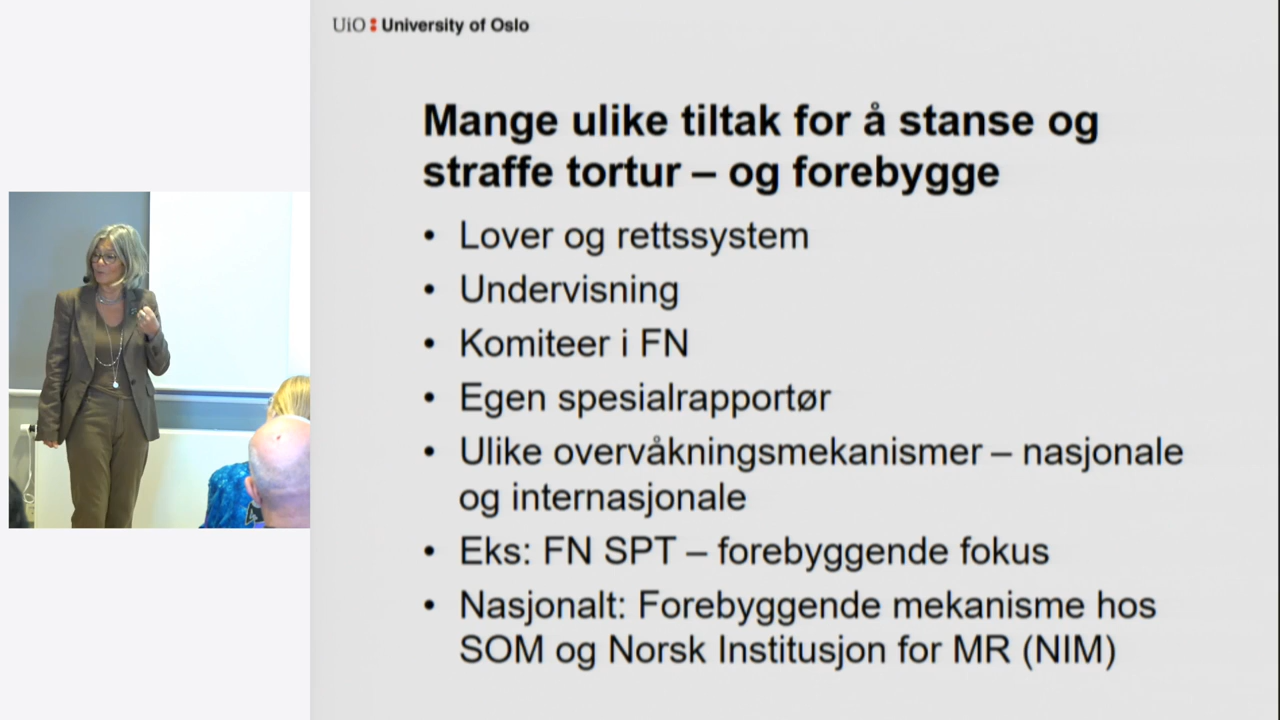 UiO : University of Oslo
Mange ulike tiltak for å stanse og
straffe tortur – og forebygge
• Lover og rettssystem
• Undervisning
• Komiteer i FN
• Egen spesialrapportør
• Ulike overvåkningsmekanismer – nasjonale
og internasjonale
• Eks: FN SPT – forebyggende fokus
• Nasjonalt: Forebyggende mekanisme hos
SOM og Norsk Institusjon for MR (NIM)